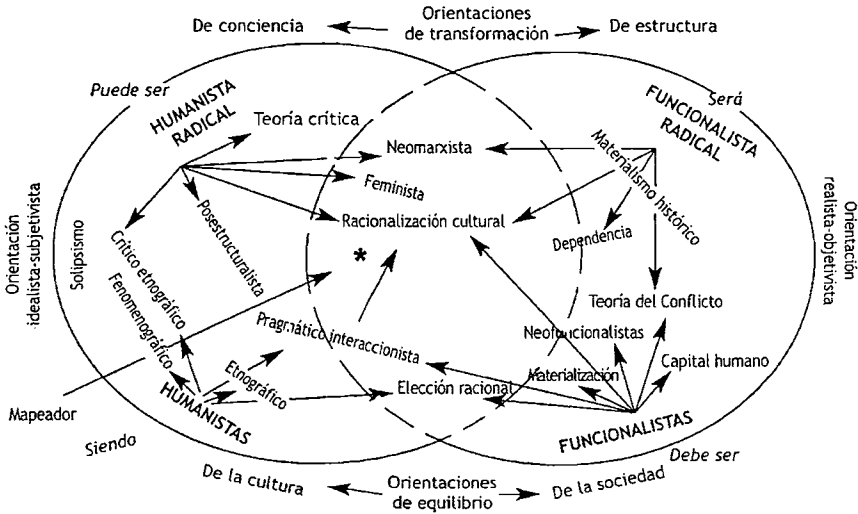 De conciencia
Orientaciones
de transformación
De estructura
Puede ser
HUMANISTA
RADICAL
Teoría crítica
Será
FUNCIONALISTA
RADICAL
Neomarxista
Feminista
Racionalización cultural
*
Materialismo histórico
Dependencia
Posestructuralista
Crítico etnográfico
Fenomenográfico
Solipsismo
Orientación
idealista-subjetivista
Orientación
realista-objetivista
Teoría del Conflicto
Neofuncionalistas
Pragmático interaccionista
Capital humano
Materialización
Etnográfico
Elección racional
Mapeador
HUMANISTAS
FUNCIONALISTAS
Siendo
Debe ser
De la cultura
Orientaciones
de equilibrio
De la sociedad